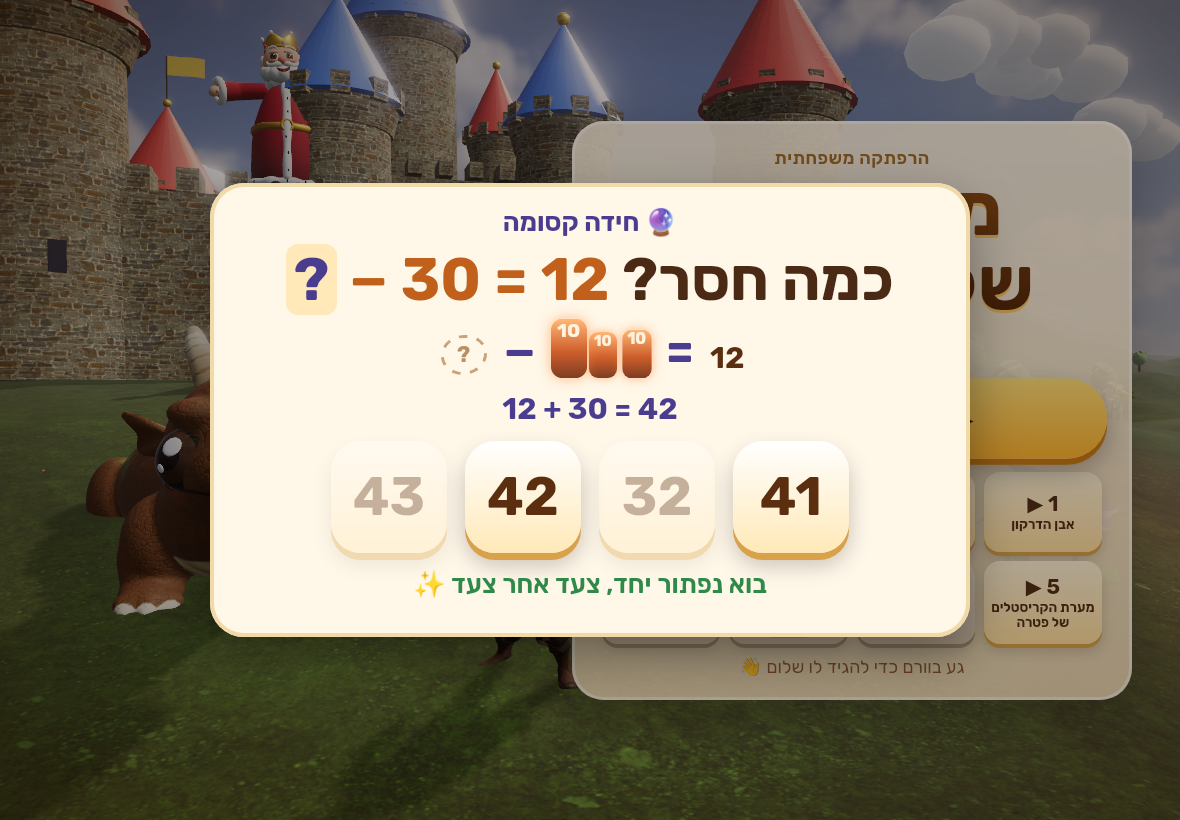 הרפתקה משפחתית
🔮 חידה קסומה
כמה חסר? ? − 30 = 12
? − 10 10 10 = 12
12 + 30 = 42
43 42 32 41
בוא נפתור יחד, צעד אחר צעד ✨
▶ 1
אבן הדרקון
▶ 5
מערת הקריסטלים
של פטרה
גע בוורם כדי להגיד לו שלום 👋